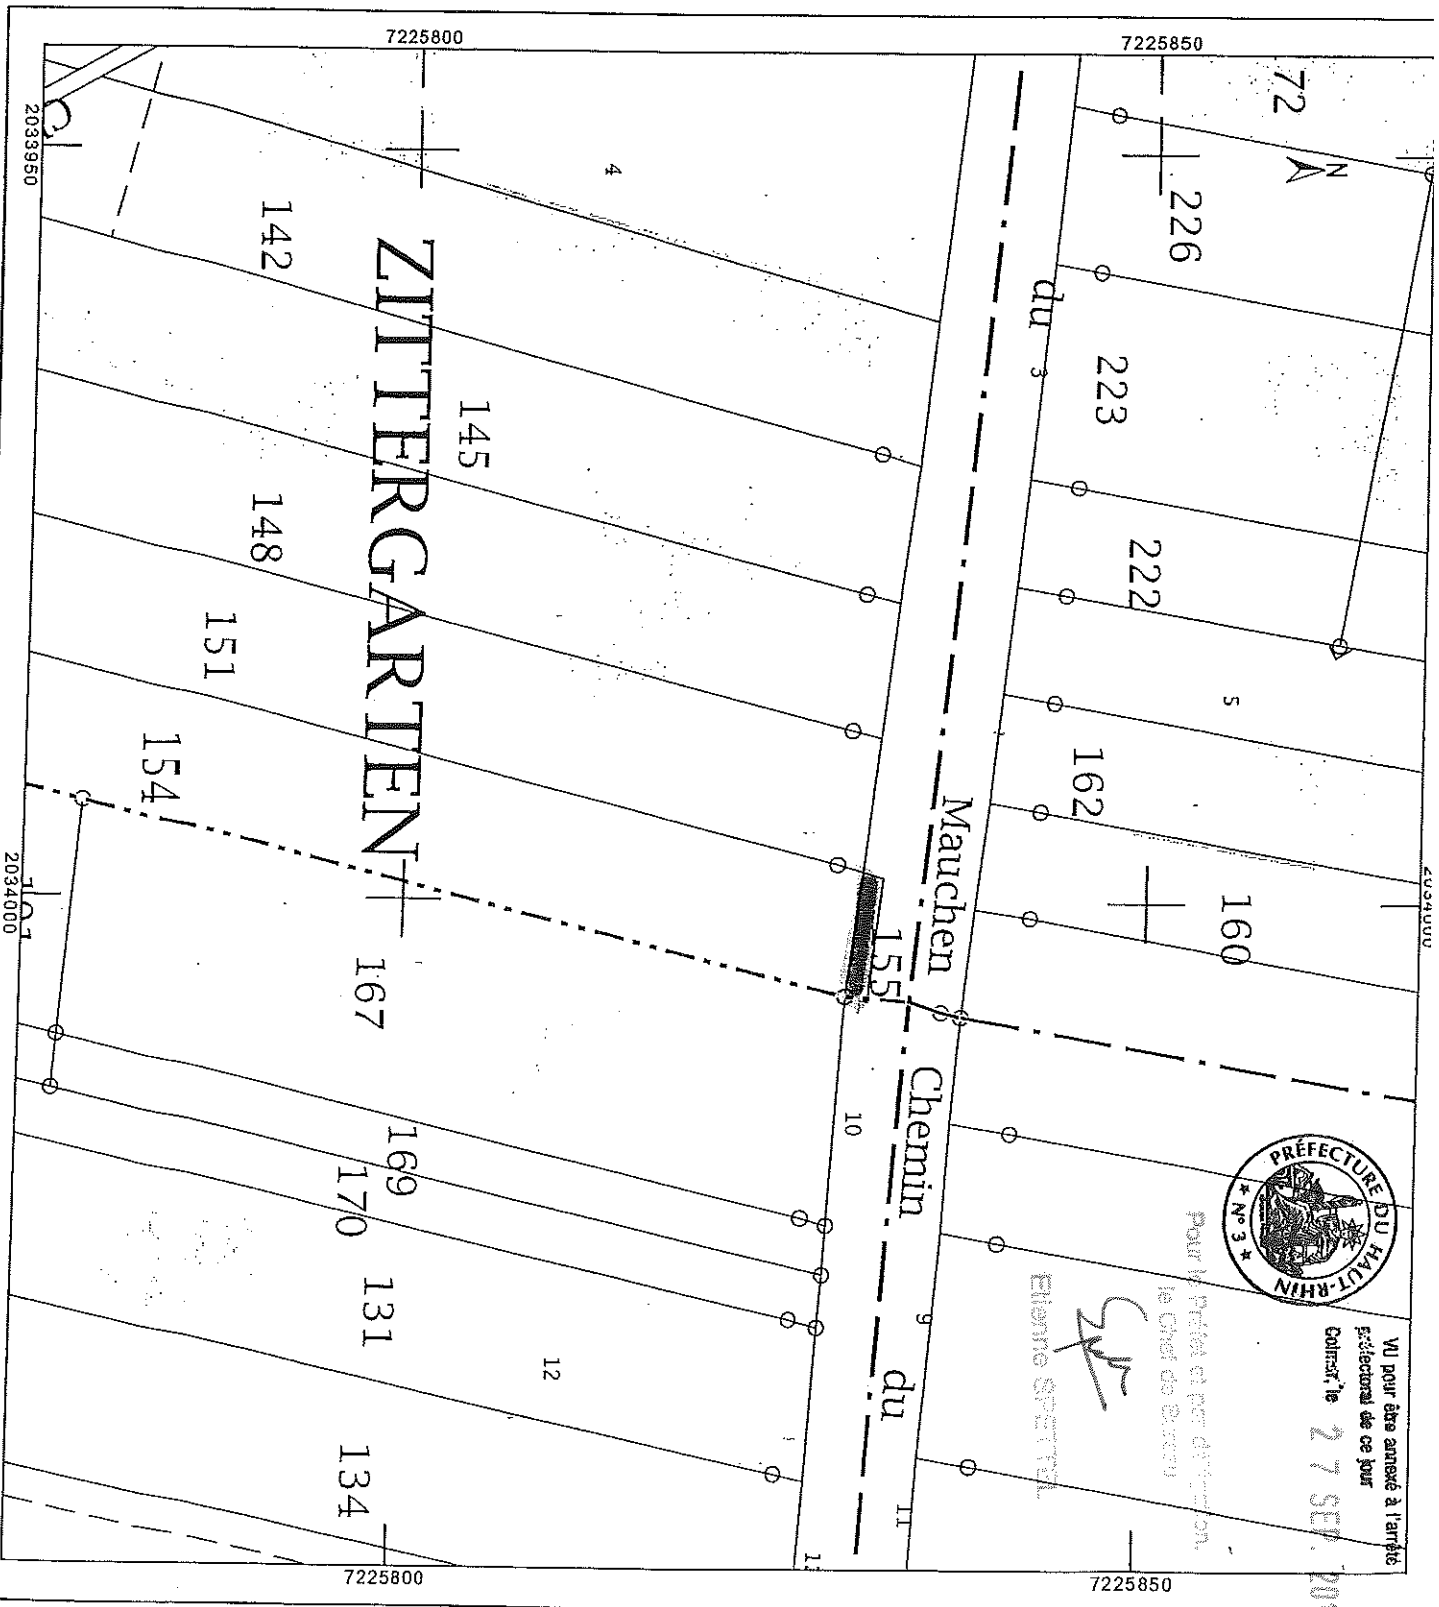 7225800
7225850
2033950
2034000
72
N
226
223
222
5
162
160
4
142
ZITTERGARTEN
145
148
151
154
155
167
169
170
131
134
12
10
du
3
Mauchen
Chemin
9
du
11
PRÉFECTURE DU HAUT-RHIN
★ N° 3 ★
VU pour être annexé à l'arrêté
préfectoral de ce jour
Colmar, le 27 SEP.
Pour le Préfet et par délégation,
le Chef de Bureau
Etienne
7225800
7225850